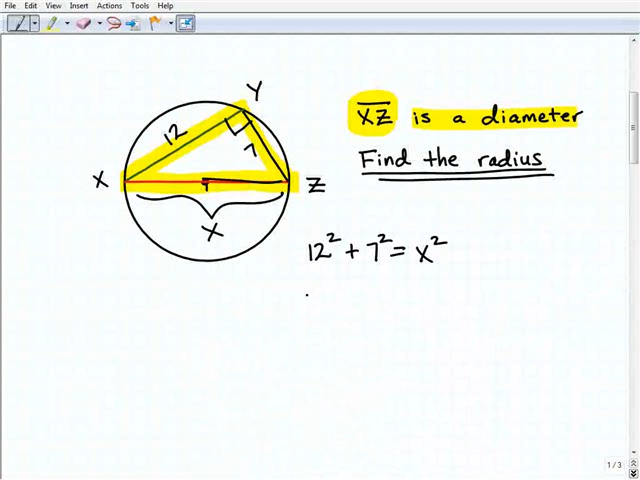 File Edit View Insert Actions Tools Help
Y
12
7
X
Z
X
XZ is a diameter
Find the radius
12² + 7² = x²
1 / 3